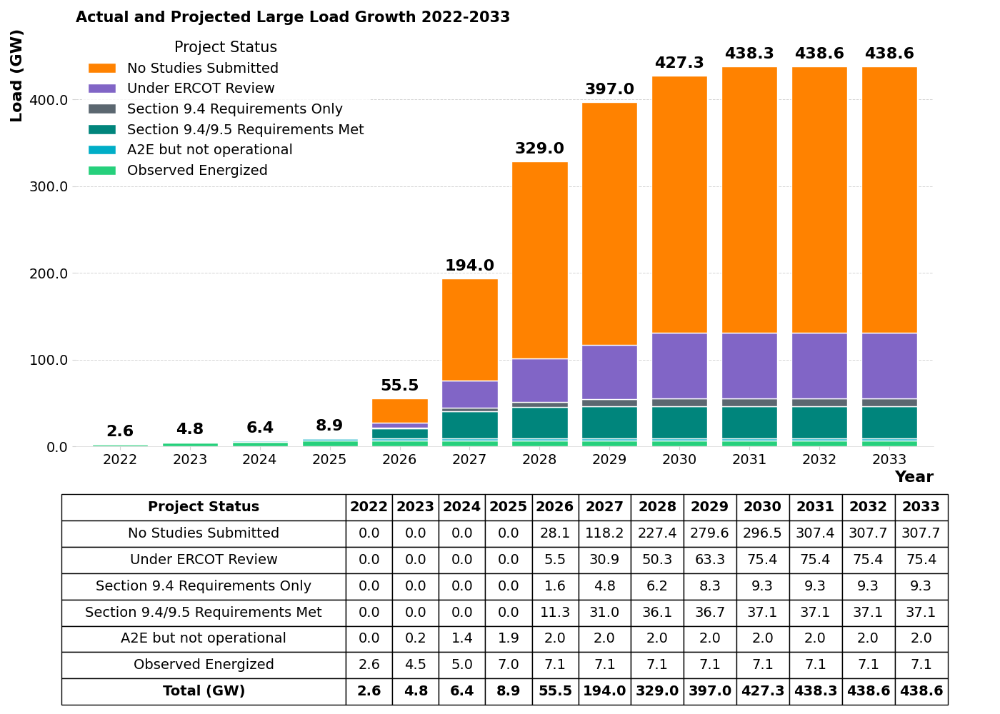 Actual and Projected Large Load Growth 2022-2033
Load (GW)
Project Status
No Studies Submitted
Under ERCOT Review
Section 9.4 Requirements Only
Section 9.4/9.5 Requirements Met
A2E but not operational
Observed Energized
400.0
300.0
200.0
100.0
0.0
2.6
4.8
6.4
8.9
55.5
194.0
329.0
397.0
427.3
438.3
438.6
438.6
2022 2023 2024 2025 2026 2027 2028 2029 2030 2031 2032 2033
Year
Project Status 2022 2023 2024 2025 2026 2027 2028 2029 2030 2031 2032 2033
No Studies Submitted 0.0 0.0 0.0 0.0 28.1 118.2 227.4 279.6 296.5 307.4 307.7 307.7
Under ERCOT Review 0.0 0.0 0.0 0.0 5.5 30.9 50.3 63.3 75.4 75.4 75.4 75.4
Section 9.4 Requirements Only 0.0 0.0 0.0 0.0 1.6 4.8 6.2 8.3 9.3 9.3 9.3 9.3
Section 9.4/9.5 Requirements Met 0.0 0.0 0.0 0.0 11.3 31.0 36.1 36.7 37.1 37.1 37.1 37.1
A2E but not operational 0.0 0.2 1.4 1.9 2.0 2.0 2.0 2.0 2.0 2.0 2.0 2.0
Observed Energized 2.6 4.5 5.0 7.0 7.1 7.1 7.1 7.1 7.1 7.1 7.1 7.1
Total (GW) 2.6 4.8 6.4 8.9 55.5 194.0 329.0 397.0 427.3 438.3 438.6 438.6